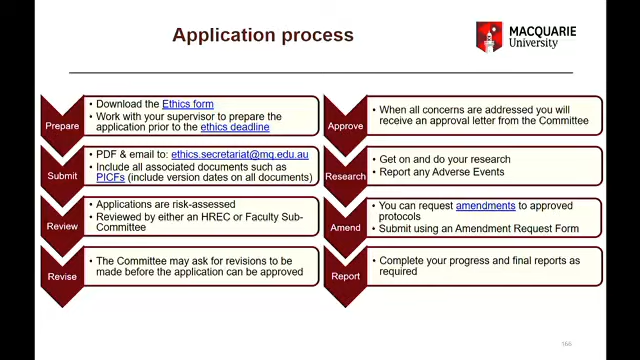 Application process
MACQUARIE
University
Prepare
• Download the Ethics form
• Work with your supervisor to prepare the
application prior to the ethics deadline
Submit
• PDF & email to: ethics.secretariat@mq.edu.au
• Include all associated documents such as
PICFs (include version dates on all documents)
Review
• Applications are risk-assessed
• Reviewed by either an HREC or Faculty Sub-
Committee
Revise
• The Committee may ask for revisions to be
made before the application can be approved
Approve
• When all concerns are addressed you will
receive an approval letter from the Committee
Research
• Get on and do your research
• Report any Adverse Events
Amend
• You can request amendments to approved
protocols
• Submit using an Amendment Request Form
Report
• Complete your progress and final reports as
required